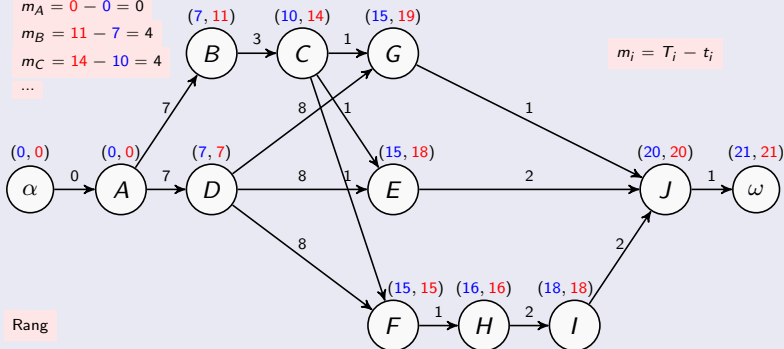 m_A = 0 − 0 = 0
(7, 11) (10, 14) (15, 19)
m_B = 11 − 7 = 4
B 3 C 1 G
m_i = T_i − t_i
m_C = 14 − 10 = 4
...
7 8 1 1
(0, 0) (0, 0) (7, 7) (15, 18) (20, 20) (21, 21)
α 0 A 7 D 8 1 E 2 J 1 ω
8 2
(15, 15) (16, 16) (18, 18)
Rang
F 1 H 2 I